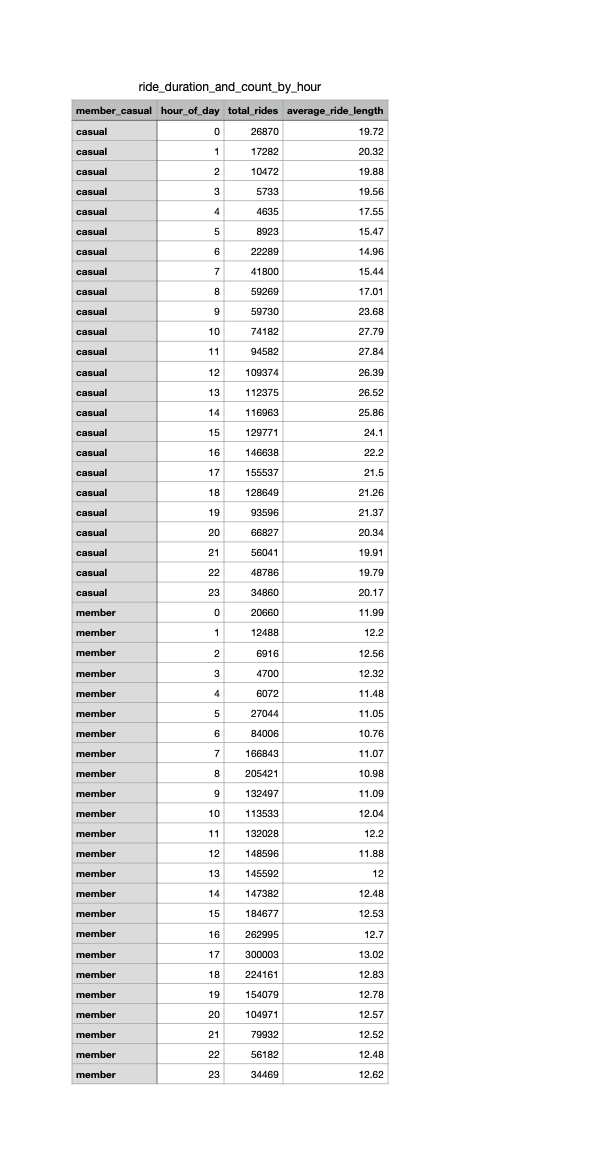 ride_duration_and_count_by_hour
member_casual hour_of_day total_rides average_ride_length
casual 0 26870 19.72
casual 1 17282 20.32
casual 2 10472 19.88
casual 3 5733 19.56
casual 4 4635 17.55
casual 5 8923 15.47
casual 6 22289 14.96
casual 7 41800 15.44
casual 8 59269 17.01
casual 9 59730 23.68
casual 10 74182 27.79
casual 11 94582 27.84
casual 12 109374 26.39
casual 13 112375 26.52
casual 14 116963 25.86
casual 15 129771 24.1
casual 16 146638 22.2
casual 17 155537 21.5
casual 18 128649 21.26
casual 19 93596 21.37
casual 20 66827 20.34
casual 21 56041 19.91
casual 22 48786 19.79
casual 23 34860 20.17
member 0 20660 11.99
member 1 12488 12.2
member 2 6916 12.56
member 3 4700 12.32
member 4 6072 11.48
member 5 27044 11.05
member 6 84006 10.76
member 7 166843 11.07
member 8 205421 10.98
member 9 132497 11.09
member 10 113533 12.04
member 11 132028 12.2
member 12 148596 11.88
member 13 145592 12
member 14 147382 12.48
member 15 184677 12.53
member 16 262995 12.7
member 17 300003 13.02
member 18 224161 12.83
member 19 154079 12.78
member 20 104971 12.57
member 21 79932 12.52
member 22 56182 12.48
member 23 34469 12.62